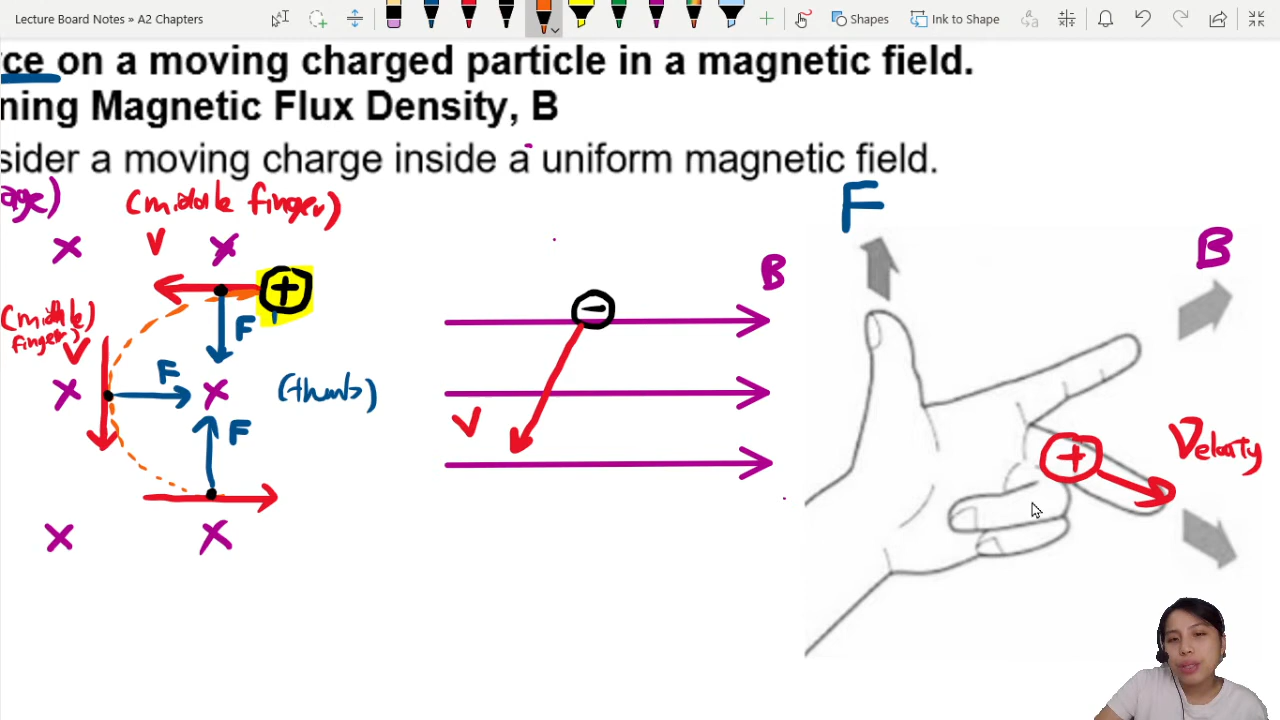 Lecture Board Notes » A2 Chapters
Shapes
Ink to Shape
ce on a moving charged particle in a magnetic field.
ning Magnetic Flux Density, B
sider a moving charge inside a uniform magnetic field.
age)
(middle finger)
V
+
F
(middle)
finger)
V
F
(thumb)
F
B
−
V
F
B
+
Velocity